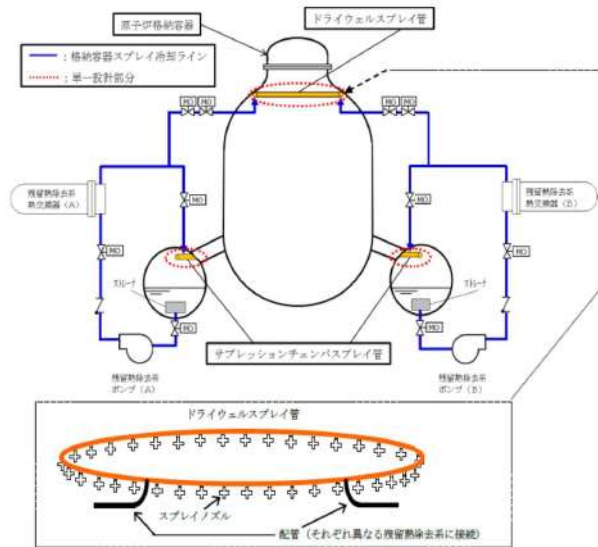 原子炉格納容器
ドライウェルスプレイ管
:格納容器スプレイ冷却ライン
:単一設計部分
MO MO
MO MO
残留熱除去系
熱交換器(A)
MO
MO
残留熱除去系
熱交換器(B)
MO
MO
ストレーナ
ストレーナ
MO
MO
サプレッションチェンバスプレイ管
残留熱除去系
ポンプ(A)
残留熱除去系
ポンプ(B)
ドライウェルスプレイ管
スプレイノズル
配管(それぞれ異なる残留熱除去系に接続)